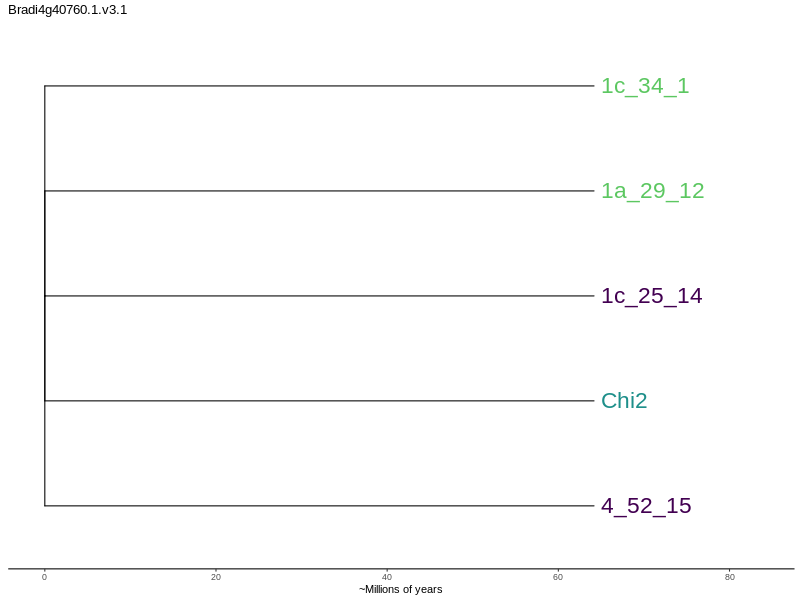 Bradi4g40760.1.v3.1
1c_34_1
1a_29_12
1c_25_14
Chi2
4_52_15
0 20 40 60 80
~Millions of years